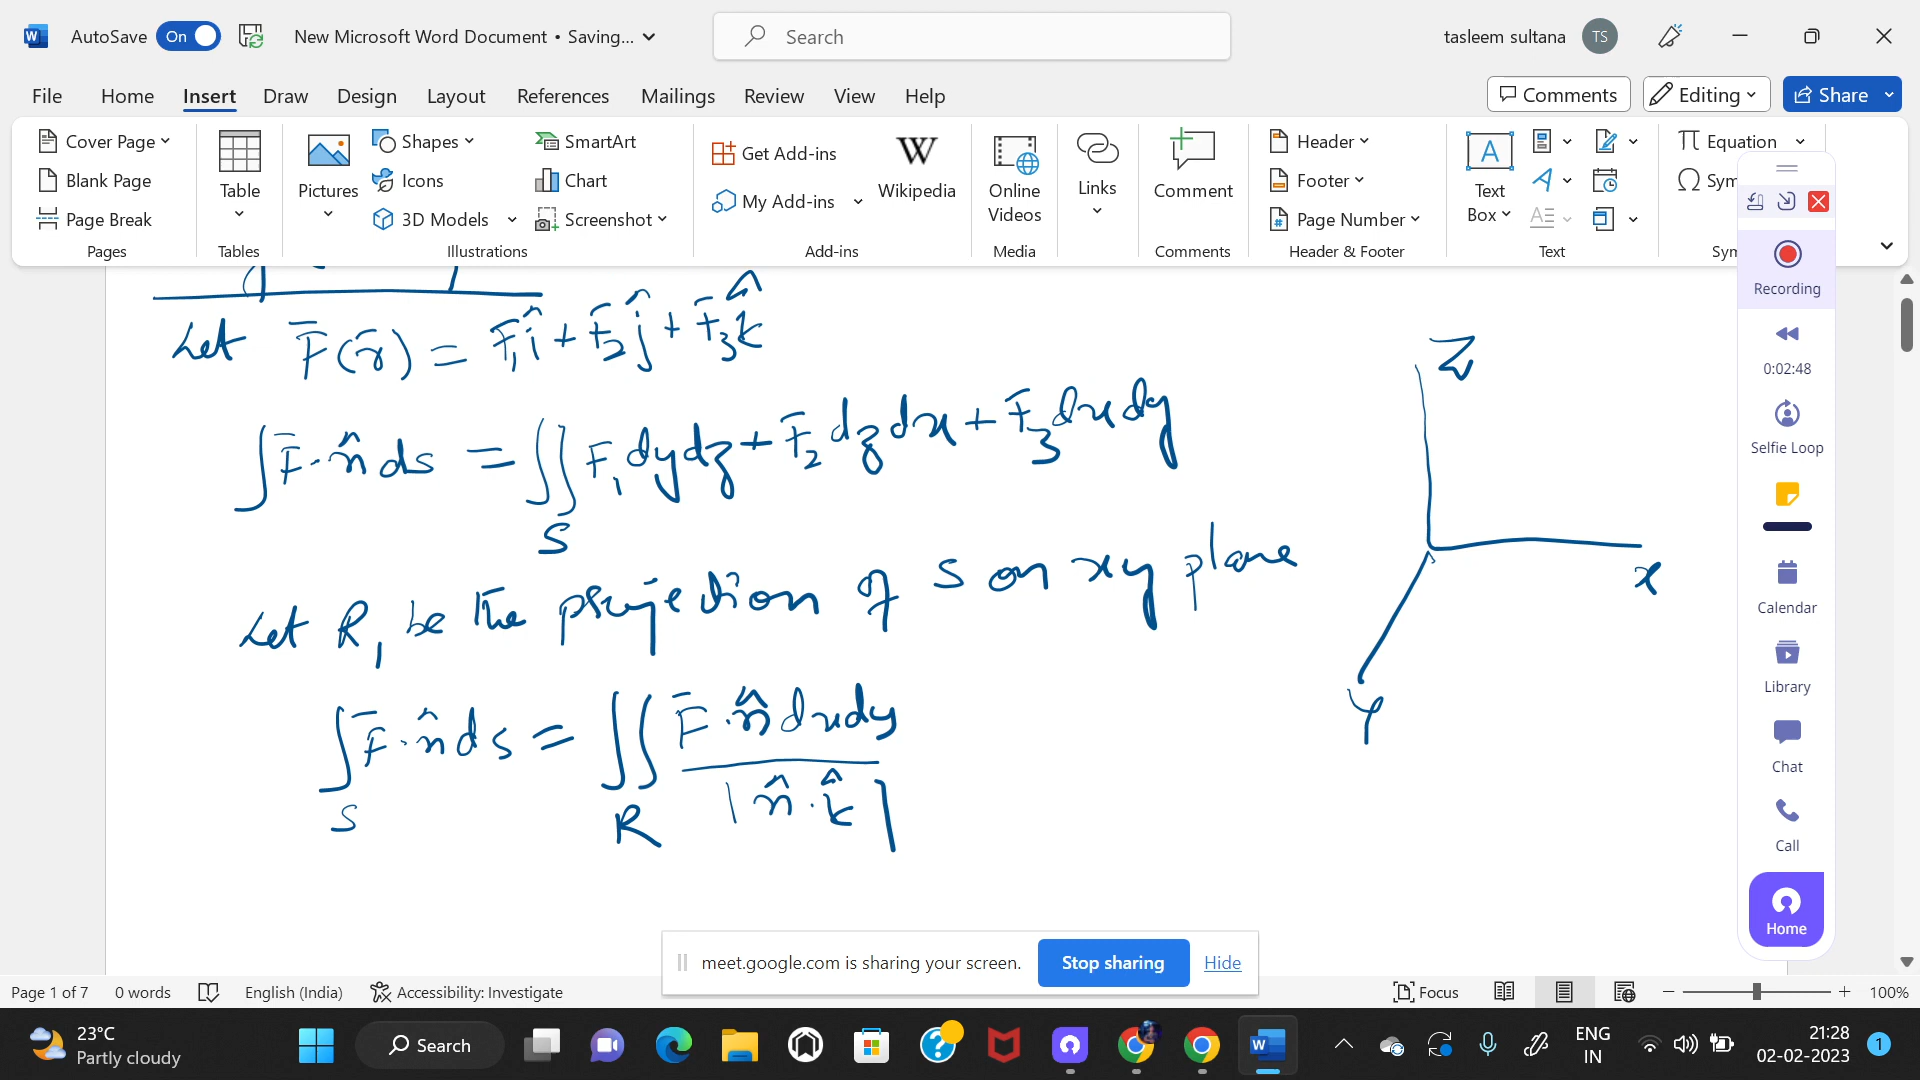 AutoSave On New Microsoft Word Document • Saving... Search tasleem sultana TS
File Home Insert Draw Design Layout References Mailings Review View Help Comments Editing Share
Cover Page
Blank Page
Page Break
Pages
Table
Tables
Pictures
Shapes
Icons
3D Models
SmartArt
Chart
Screenshot
Illustrations
Get Add-ins
My Add-ins
W
Wikipedia
Add-ins
Online
Videos
Media
Links
Comment
Comments
Header
Footer
Page Number
Header & Footer
A
Text
Box
Text
Equation
Sym
Sym
Recording
0:02:48
Selfie Loop
Calendar
Library
Chat
Call
Home
Let F̄(r̄) = F₁î + F₂ĵ + F₃k̂
∫F̄·n̂ ds = ∬ F₁dydz + F₂dzdx + F₃dxdy
S
Let R₁ be the projection of S on xy plane
∫F̄·n̂ ds = ∬ F̄·n̂ dxdy
S R |n̂·k̂|
Z
x
Y
meet.google.com is sharing your screen. Stop sharing Hide
Page 1 of 7 0 words English (India) Accessibility: Investigate Focus 100%
23°C
Partly cloudy
Search
ENG
IN
21:28
02-02-2023
1